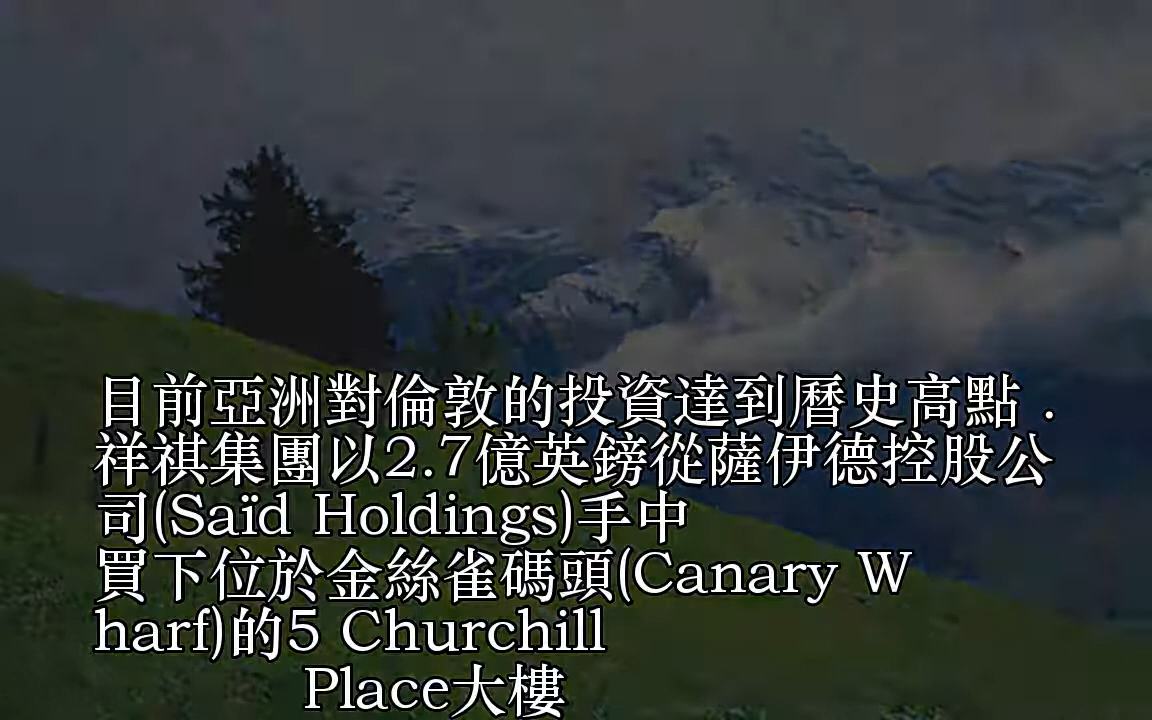 目前亞洲對倫敦的投資達到曆史高點．
祥祺集團以2.7億英鎊從薩伊德控股公
司(Saïd Holdings)手中
買下位於金絲雀碼頭(Canary W
harf)的5 Churchill
Place大樓